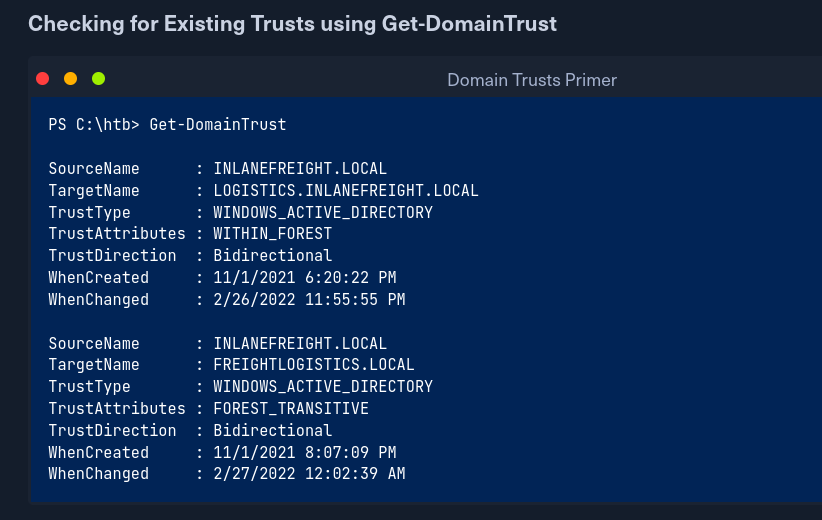 Checking for Existing Trusts using Get-DomainTrust
Domain Trusts Primer
PS C:\htb> Get-DomainTrust
SourceName      : INLANEFREIGHT.LOCAL
TargetName      : LOGISTICS.INLANEFREIGHT.LOCAL
TrustType       : WINDOWS_ACTIVE_DIRECTORY
TrustAttributes : WITHIN_FOREST
TrustDirection  : Bidirectional
WhenCreated     : 11/1/2021 6:20:22 PM
WhenChanged     : 2/26/2022 11:55:55 PM
SourceName      : INLANEFREIGHT.LOCAL
TargetName      : FREIGHTLOGISTICS.LOCAL
TrustType       : WINDOWS_ACTIVE_DIRECTORY
TrustAttributes : FOREST_TRANSITIVE
TrustDirection  : Bidirectional
WhenCreated     : 11/1/2021 8:07:09 PM
WhenChanged     : 2/27/2022 12:02:39 AM